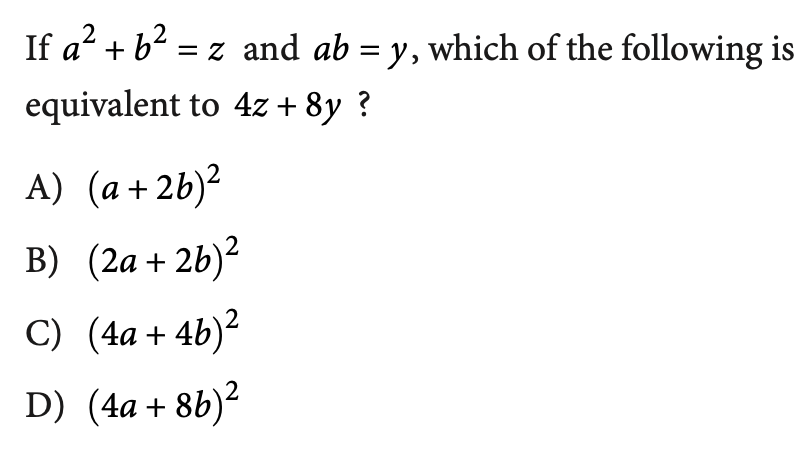 If a² + b² = z and ab = y, which of the following is
equivalent to 4z + 8y ?
A) (a + 2b)²
B) (2a + 2b)²
C) (4a + 4b)²
D) (4a + 8b)²